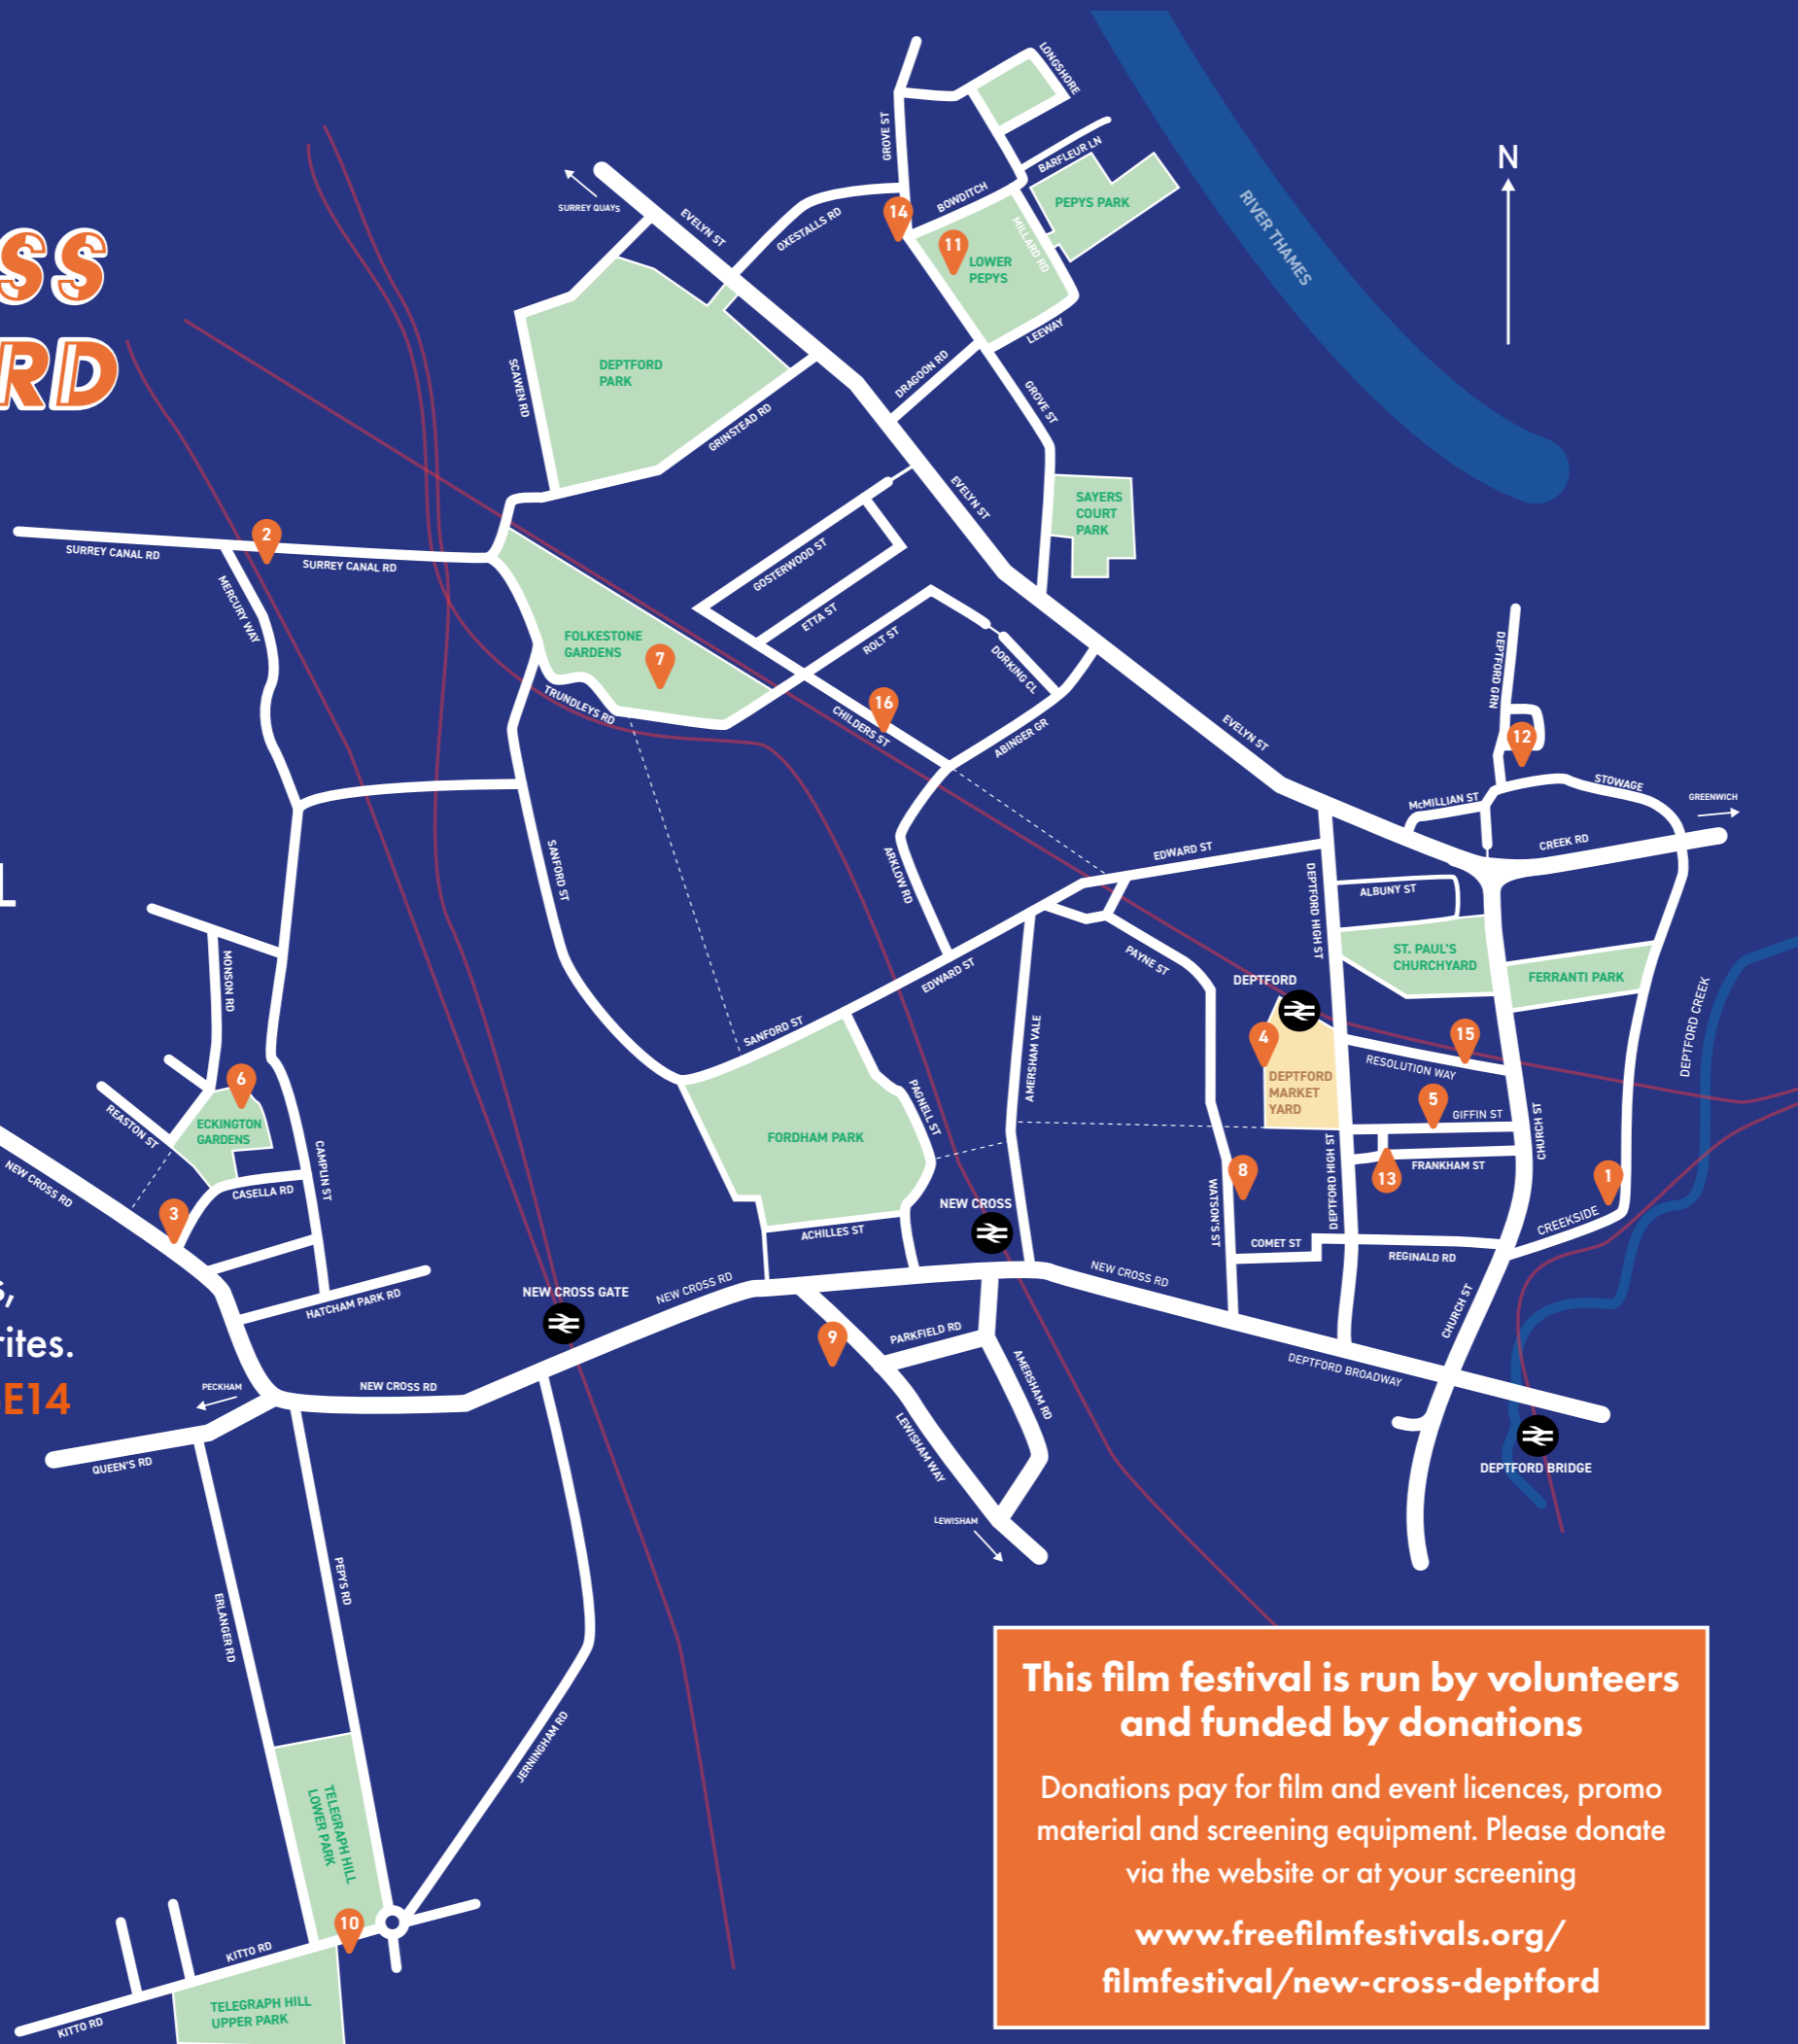 SS
RD
L
s,
rites.
E14
N
LONGSHORE
GROVE ST
BARFLEUR LN
SURREY QUAYS
EVELYN ST
OXESTALLS RD
14
BOWDITCH
PEPYS PARK
MILLARD RD
11
LOWER
PEPYS
RIVER THAMES
LEEWAY
SCAWEN RD
DEPTFORD
PARK
DRAGOON RD
GROVE ST
GRINSTEAD RD
EVELYN ST
SAYERS
COURT
PARK
2
SURREY CANAL RD
SURREY CANAL RD
MERCURY WAY
GOSTERWOOD ST
ETTA ST
ROLT ST
FOLKESTONE
GARDENS
7
DORKING CL
TRUNDLEYS RD
16
CHILDERS ST
ABINGER GR
EVELYN ST
DEPTFORD GRN
12
STOWAGE
McMILLIAN ST
GREENWICH
CREEK RD
SANFORD ST
ARKLOW RD
EDWARD ST
DEPTFORD HIGH ST
ALBUNY ST
MONSON RD
EDWARD ST
PAYNE ST
ST. PAUL'S
CHURCHYARD
FERRANTI PARK
DEPTFORD
DEPTFORD CREEK
SANFORD ST
AMERSHAM VALE
4
15
RESOLUTION WAY
6
REASTON ST
ECKINGTON
GARDENS
DEPTFORD
MARKET
YARD
5
GIFFIN ST
PAGNELL ST
FORDHAM PARK
CHURCH ST
NEW CROSS RD
CAMPLIN ST
CASELLA RD
FRANKHAM ST
13
8
1
3
WATSON'S ST
DEPTFORD HIGH ST
NEW CROSS
ACHILLES ST
CREEKSIDE
COMET ST
REGINALD RD
NEW CROSS GATE
HATCHAM PARK RD
NEW CROSS RD
NEW CROSS RD
CHURCH ST
9
PARKFIELD RD
AMERSHAM RD
DEPTFORD BROADWAY
PECKHAM
NEW CROSS RD
LEWISHAM WAY
QUEEN'S RD
DEPTFORD BRIDGE
LEWISHAM
PEPYS RD
ERLANGER RD
JERNINGHAM RD
TELEGRAPH HILL
LOWER PARK
10
KITTO RD
TELEGRAPH HILL
UPPER PARK
KITTO RD
This film festival is run by volunteers
and funded by donations
Donations pay for film and event licences, promo
material and screening equipment. Please donate
via the website or at your screening
www.freefilmfestivals.org/
filmfestival/new-cross-deptford